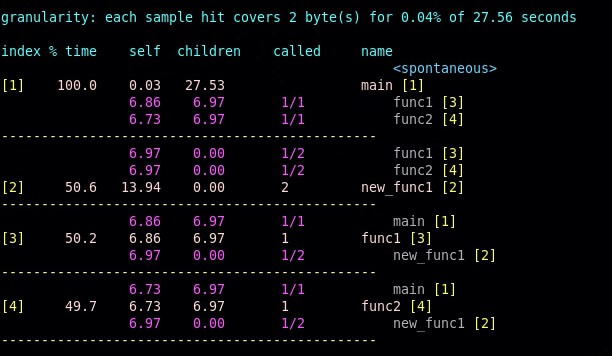 granularity: each sample hit covers 2 byte(s) for 0.04% of 27.56 seconds
index % time    self  children    called     name
                                                 <spontaneous>
[1]    100.0    0.03   27.53                 main [1]
                6.86    6.97       1/1           func1 [3]
                6.73    6.97       1/1           func2 [4]
-----------------------------------------------
                6.97    0.00       1/2           func1 [3]
                6.97    0.00       1/2           func2 [4]
[2]     50.6   13.94    0.00       2         new_func1 [2]
-----------------------------------------------
                6.86    6.97       1/1           main [1]
[3]     50.2    6.86    6.97       1         func1 [3]
                6.97    0.00       1/2           new_func1 [2]
-----------------------------------------------
                6.73    6.97       1/1           main [1]
[4]     49.7    6.73    6.97       1         func2 [4]
                6.97    0.00       1/2           new_func1 [2]
-----------------------------------------------